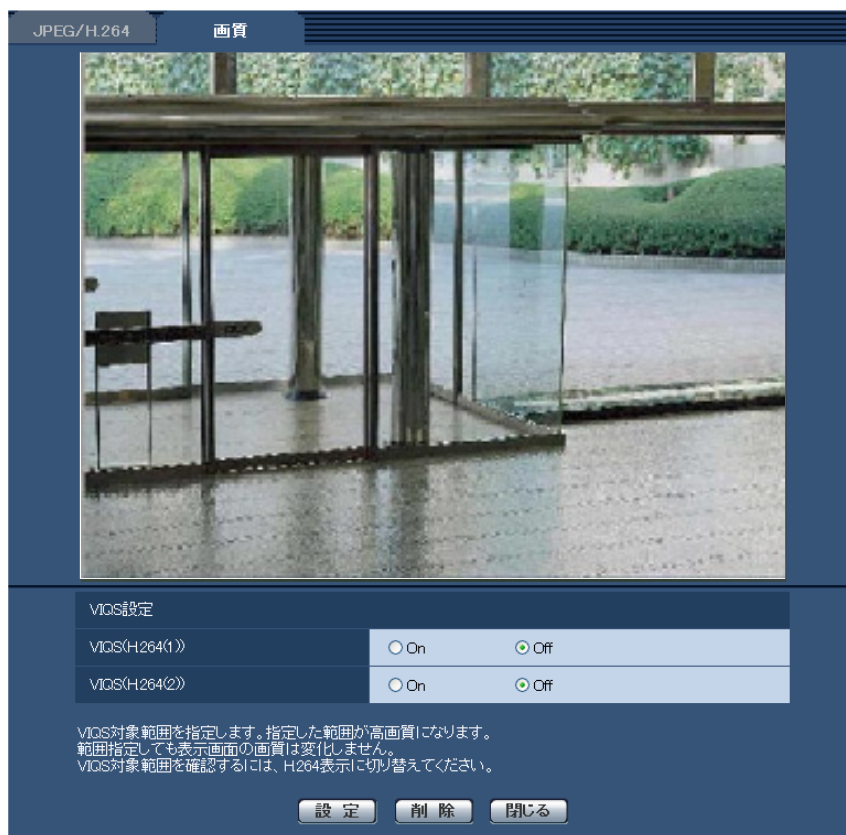 JPEG/H.264 画質
VIQS設定
VIQS(H.264(1)) On Off
VIQS(H.264(2)) On Off
VIQS対象範囲を指定します。指定した範囲が高画質になります。
範囲指定しても表示画面の画質は変化しません。
VIQS対象範囲を確認するには、H.264表示に切り替えてください。
設 定 削 除 閉じる